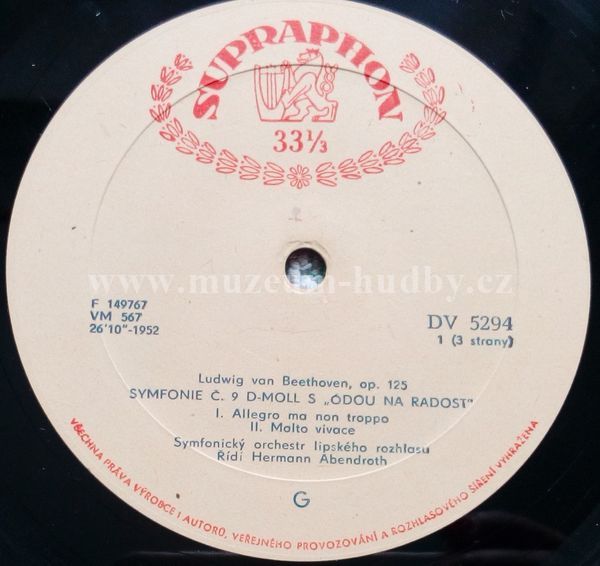 SUPRAPHON
33⅓
www.muzeum-hudby.cz
F 149767
VM 567
26'10"-1952
DV 5294
1 (3 strany)
Ludwig van Beethoven, op. 125
SYMFONIE Č. 9 D-MOLL S „ÓDOU NA RADOST"
I. Allegro ma non troppo
II. Molto vivace
Symfonický orchestr lipského rozhlasu
Řídí Hermann Abendroth
G
VŠECHNA PRÁVA VÝROBCE I AUTORŮ, VEŘEJNÉHO PROVOZOVÁNÍ A ROZHLASOVÉHO ŠÍŘENÍ VYHRAŽENA